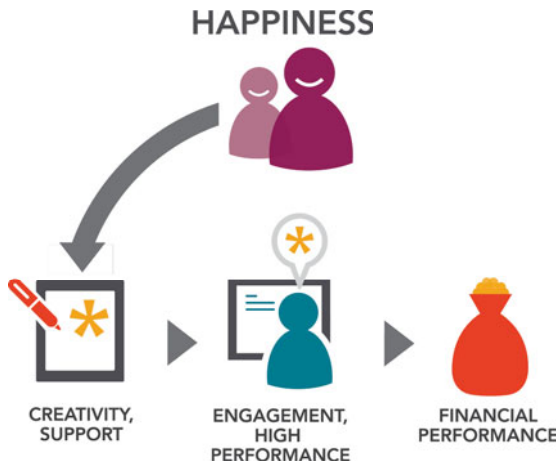 HAPPINESS
CREATIVITY,
SUPPORT
ENGAGEMENT,
HIGH
PERFORMANCE
FINANCIAL
PERFORMANCE